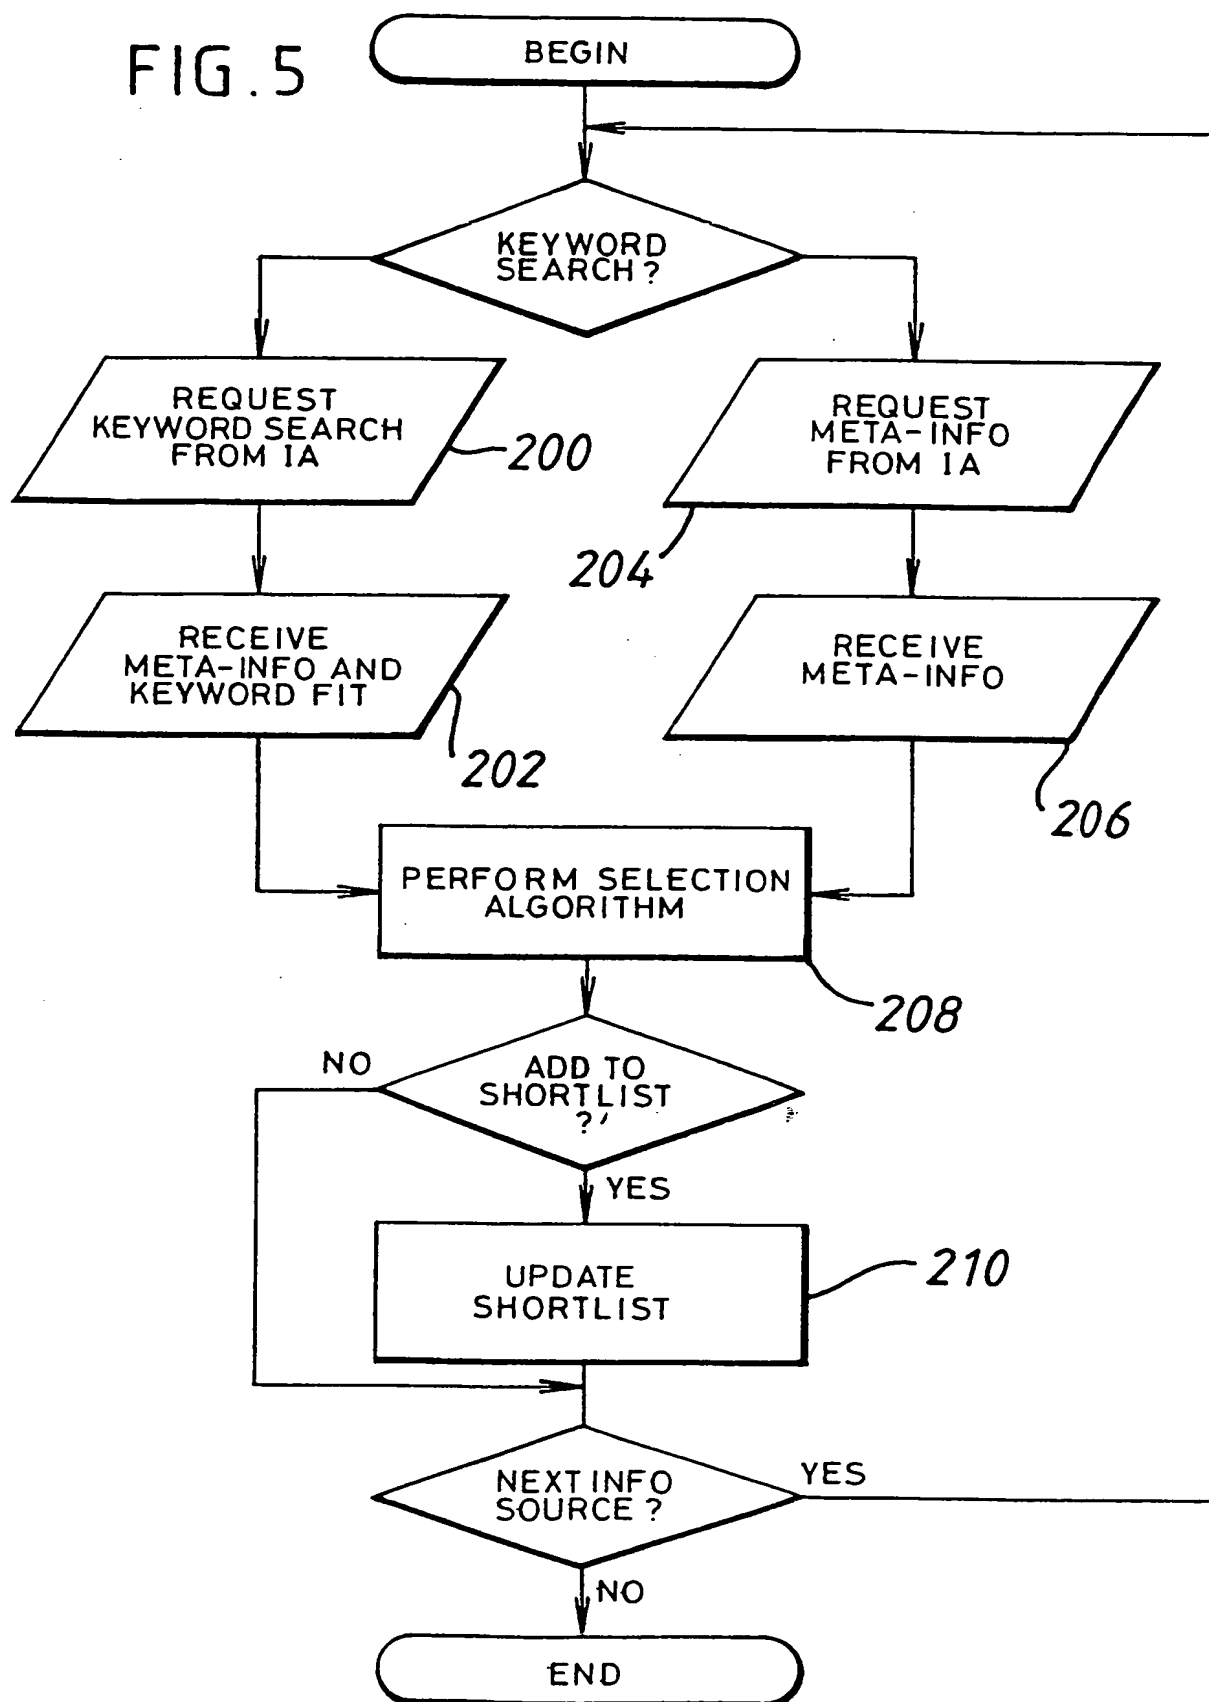 FIG. 5
BEGIN
KEYWORD
SEARCH?
REQUEST
KEYWORD SEARCH
FROM IA
200
REQUEST
META-INFO
FROM IA
204
RECEIVE
META-INFO AND
KEYWORD FIT
202
RECEIVE
META-INFO
206
PERFORM SELECTION
ALGORITHM
208
NO
ADD TO
SHORTLIST
?
YES
UPDATE
SHORTLIST
210
NEXT INFO
SOURCE?
YES
NO
END